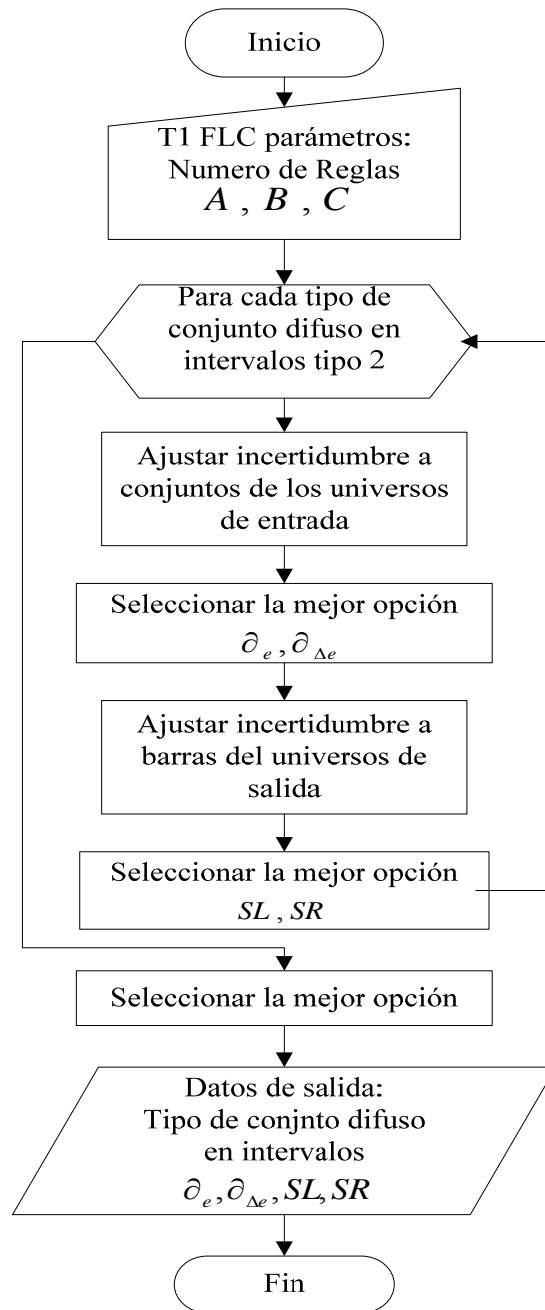 Inicio
T1 FLC parámetros:
Numero de Reglas
A , B , C
Para cada tipo de
conjunto difuso en
intervalos tipo 2
Ajustar incertidumbre a
conjuntos de los universos
de entrada
Seleccionar la mejor opción
∂e , ∂Δe
Ajustar incertidumbre a
barras del universos de
salida
Seleccionar la mejor opción
SL , SR
Seleccionar la mejor opción
Datos de salida:
Tipo de conjnto difuso
en intervalos
∂e , ∂Δe , SL, SR
Fin